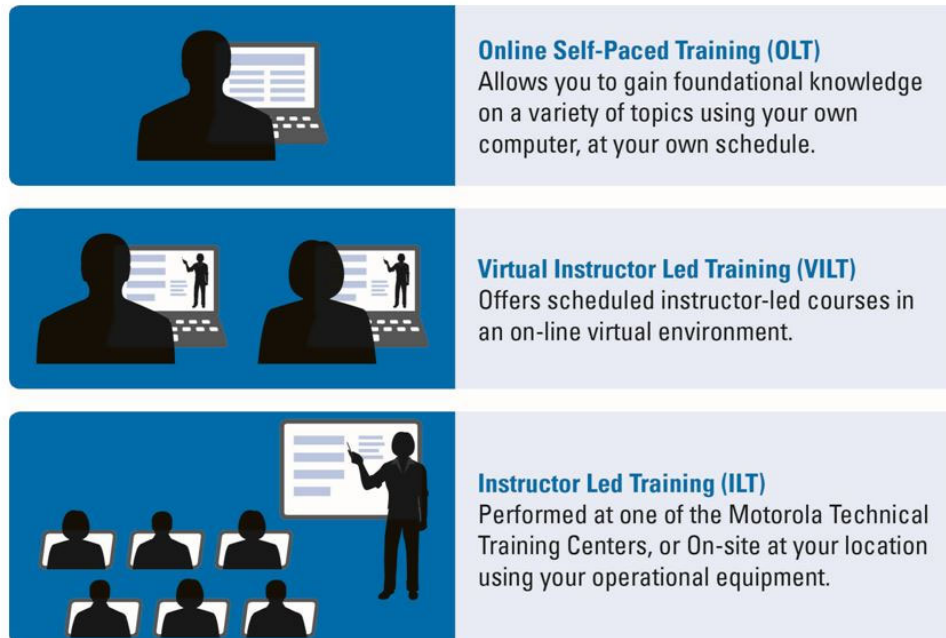 Online Self-Paced Training (OLT)
Allows you to gain foundational knowledge
on a variety of topics using your own
computer, at your own schedule.
Virtual Instructor Led Training (VILT)
Offers scheduled instructor-led courses in
an on-line virtual environment.
Instructor Led Training (ILT)
Performed at one of the Motorola Technical
Training Centers, or On-site at your location
using your operational equipment.